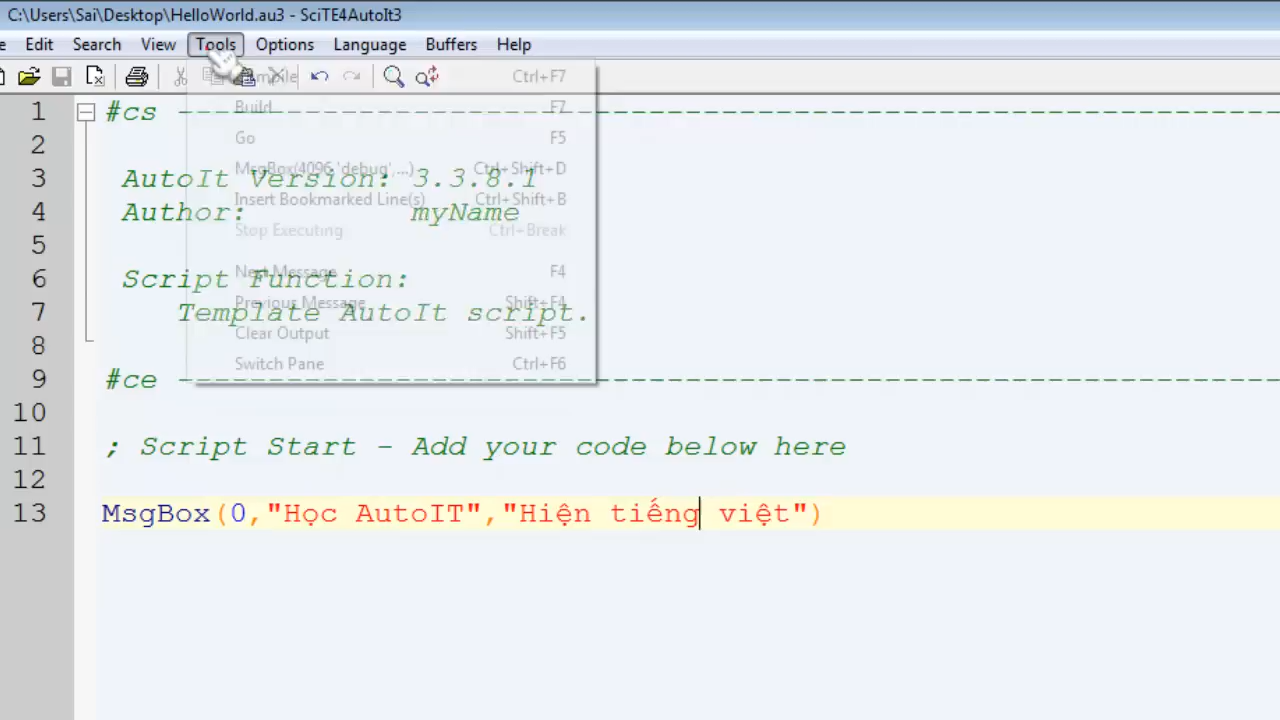 C:\Users\Sai\Desktop\HelloWorld.au3 - SciTE4AutoIt3
e Edit Search View Tools Options Language Buffers Help
Compile Ctrl+F7
Build F7
Go F5
MsgBox(4096,'debug',...) Ctrl+Shift+D
Insert Bookmarked Line(s) Ctrl+Shift+B
Stop Executing Ctrl+Break
Next Message F4
Previous Message Shift+F4
Clear Output Shift+F5
Switch Pane Ctrl+F6
1 #cs ----------------------------------------------------------------
2
3 AutoIt Version: 3.3.8.1
4 Author: myName
5
6 Script Function:
7 Template AutoIt script.
8
9 #ce ----------------------------------------------------------------
10
11 ; Script Start - Add your code below here
12
13 MsgBox(0,"Học AutoIT","Hiện tiếng việt")